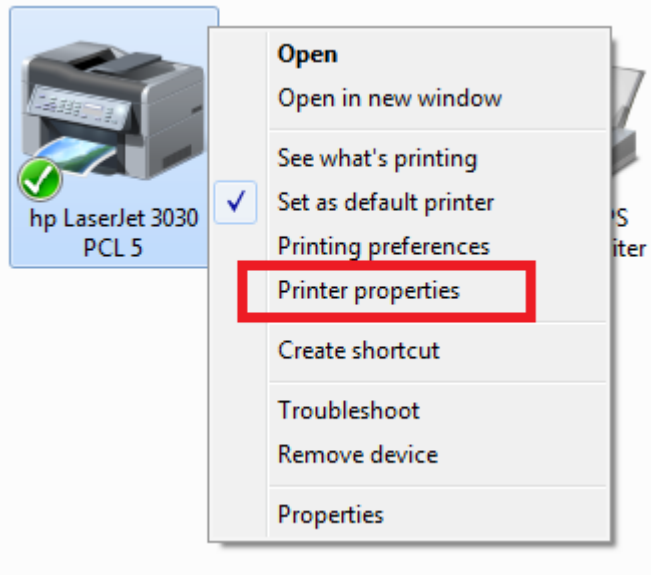 hp LaserJet 3030
PCL 5
Open
Open in new window
See what's printing
Set as default printer
Printing preferences
Printer properties
Create shortcut
Troubleshoot
Remove device
Properties